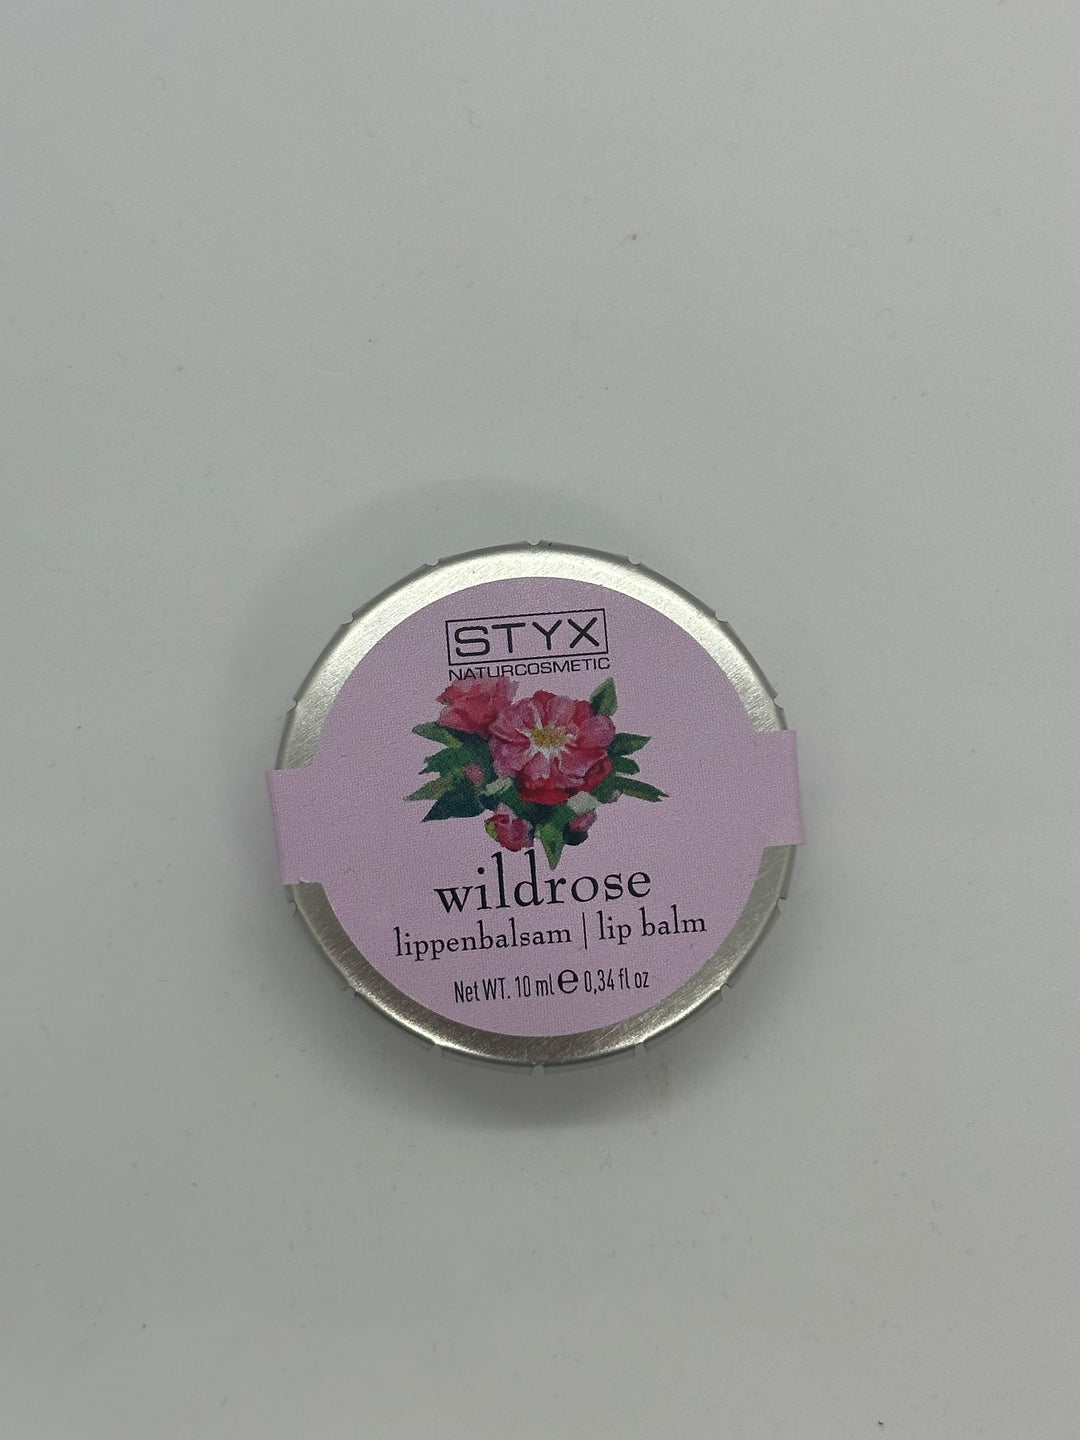 STYX
NATURCOSMETIC
wildrose
lippenbalsam | lip balm
Net WT. 10 ml ℮ 0,34 fl oz